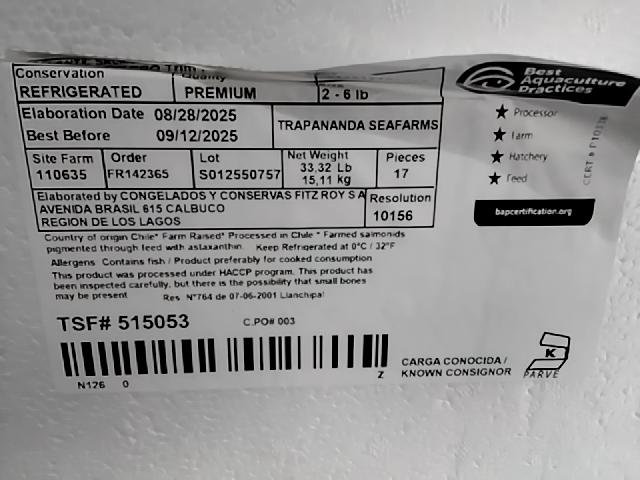 Conservation
REFRIGERATED
Quality
PREMIUM
2 - 6 lb
Elaboration Date 08/28/2025
Best Before 09/12/2025
TRAPANANDA SEAFARMS
Site Farm
110635
Order
FR142365
Lot
S012550757
Net Weight
33,32 Lb
15,11 kg
Pieces
17
Elaborated by CONGELADOS Y CONSERVAS FITZ ROY S A
AVENIDA BRASIL 615 CALBUCO
REGION DE LOS LAGOS
Resolution
10156
Country of origin Chile* Farm Raised* Processed in Chile * Farmed salmonids
pigmented through feed with astaxanthin. Keep Refrigerated at 0°C / 32°F
Allergens Contains fish / Product preferably for cooked consumption
This product was processed under HACCP program. This product has
been inspected carefully, but there is the possibility that small bones
may be present Res. N°764 de 07-06-2001 Llanchipal
TSF# 515053
C.PO# 003
N126 0
Z
CARGA CONOCIDA /
KNOWN CONSIGNOR
K
PARVE
Best
Aquaculture
Practices
Processor
Farm
Hatchery
Feed
CERT #
bapcertification.org